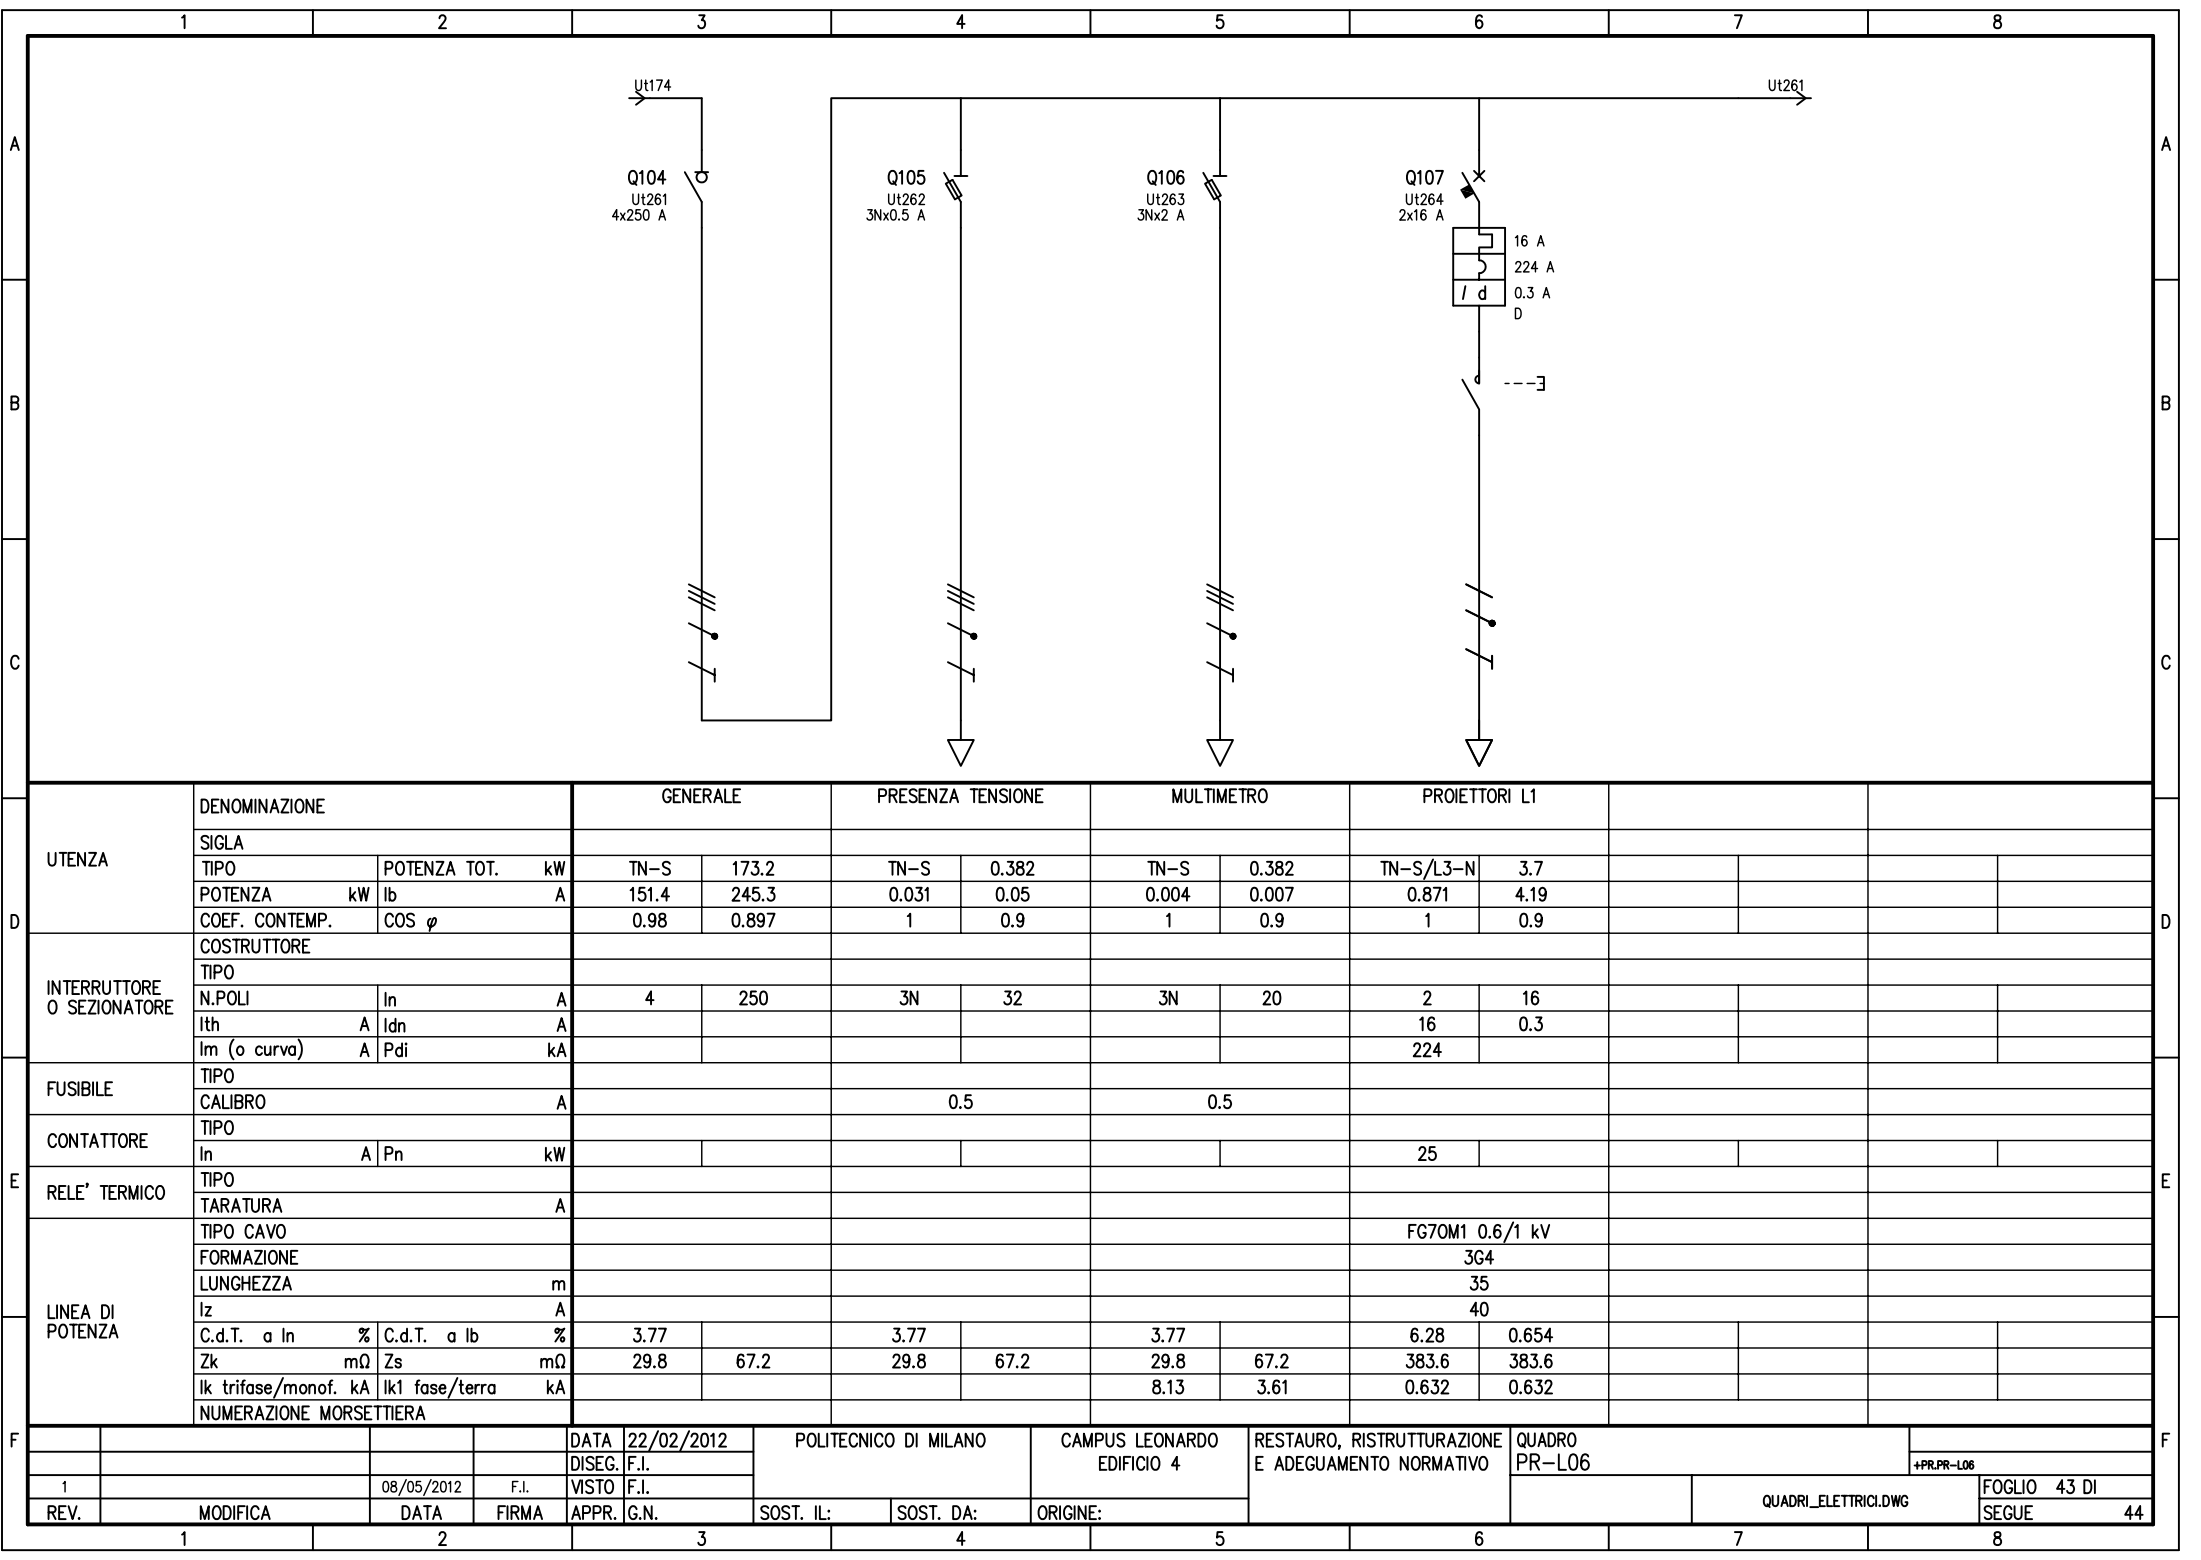 1 2 3 4 5 6 7 8
Ut174 Ut261
A A
Q104 Q105 Q106 Q107
Ut261 Ut262 Ut263 Ut264
4x250 A 3Nx0.5 A 3Nx2 A 2x16 A
16 A
224 A
I d 0.3 A
D
B B
C C
DENOMINAZIONE GENERALE PRESENZA TENSIONE MULTIMETRO PROIETTORI L1
UTENZA
SIGLA
TIPO POTENZA TOT. kW TN-S 173.2 TN-S 0.382 TN-S 0.382 TN-S/L3-N 3.7
POTENZA kW Ib A 151.4 245.3 0.031 0.05 0.004 0.007 0.871 4.19
D COEF. CONTEMP. COS φ 0.98 0.897 1 0.9 1 0.9 1 0.9 D
COSTRUTTORE
TIPO
INTERRUTTORE
O SEZIONATORE
N.POLI In A 4 250 3N 32 3N 20 2 16
Ith A Idn A 16 0.3
Im (o curva) A Pdi kA 224
FUSIBILE
TIPO
CALIBRO A 0.5 0.5
CONTATTORE
TIPO
In A Pn kW 25
E RELE' TERMICO E
TIPO
TARATURA A
LINEA DI
POTENZA
TIPO CAVO FG7OM1 0.6/1 kV
FORMAZIONE 3G4
LUNGHEZZA m 35
Iz A 40
C.d.T. a In % C.d.T. a Ib % 3.77 3.77 3.77 6.28 0.654
Zk mΩ Zs mΩ 29.8 67.2 29.8 67.2 29.8 67.2 383.6 383.6
Ik trifase/monof. kA Ik1 fase/terra kA 8.13 3.61 0.632 0.632
NUMERAZIONE MORSETTIERA
F F
DATA 22/02/2012 POLITECNICO DI MILANO CAMPUS LEONARDO RESTAURO, RISTRUTTURAZIONE QUADRO
DISEG. F.I. EDIFICIO 4 E ADEGUAMENTO NORMATIVO PR-L06 +PR.PR-L06
1 08/05/2012 F.I. VISTO F.I. QUADRI_ELETTRICI.DWG FOGLIO 43 DI
REV. MODIFICA DATA FIRMA APPR. G.N. SOST. IL: SOST. DA: ORIGINE: SEGUE 44
1 2 3 4 5 6 7 8